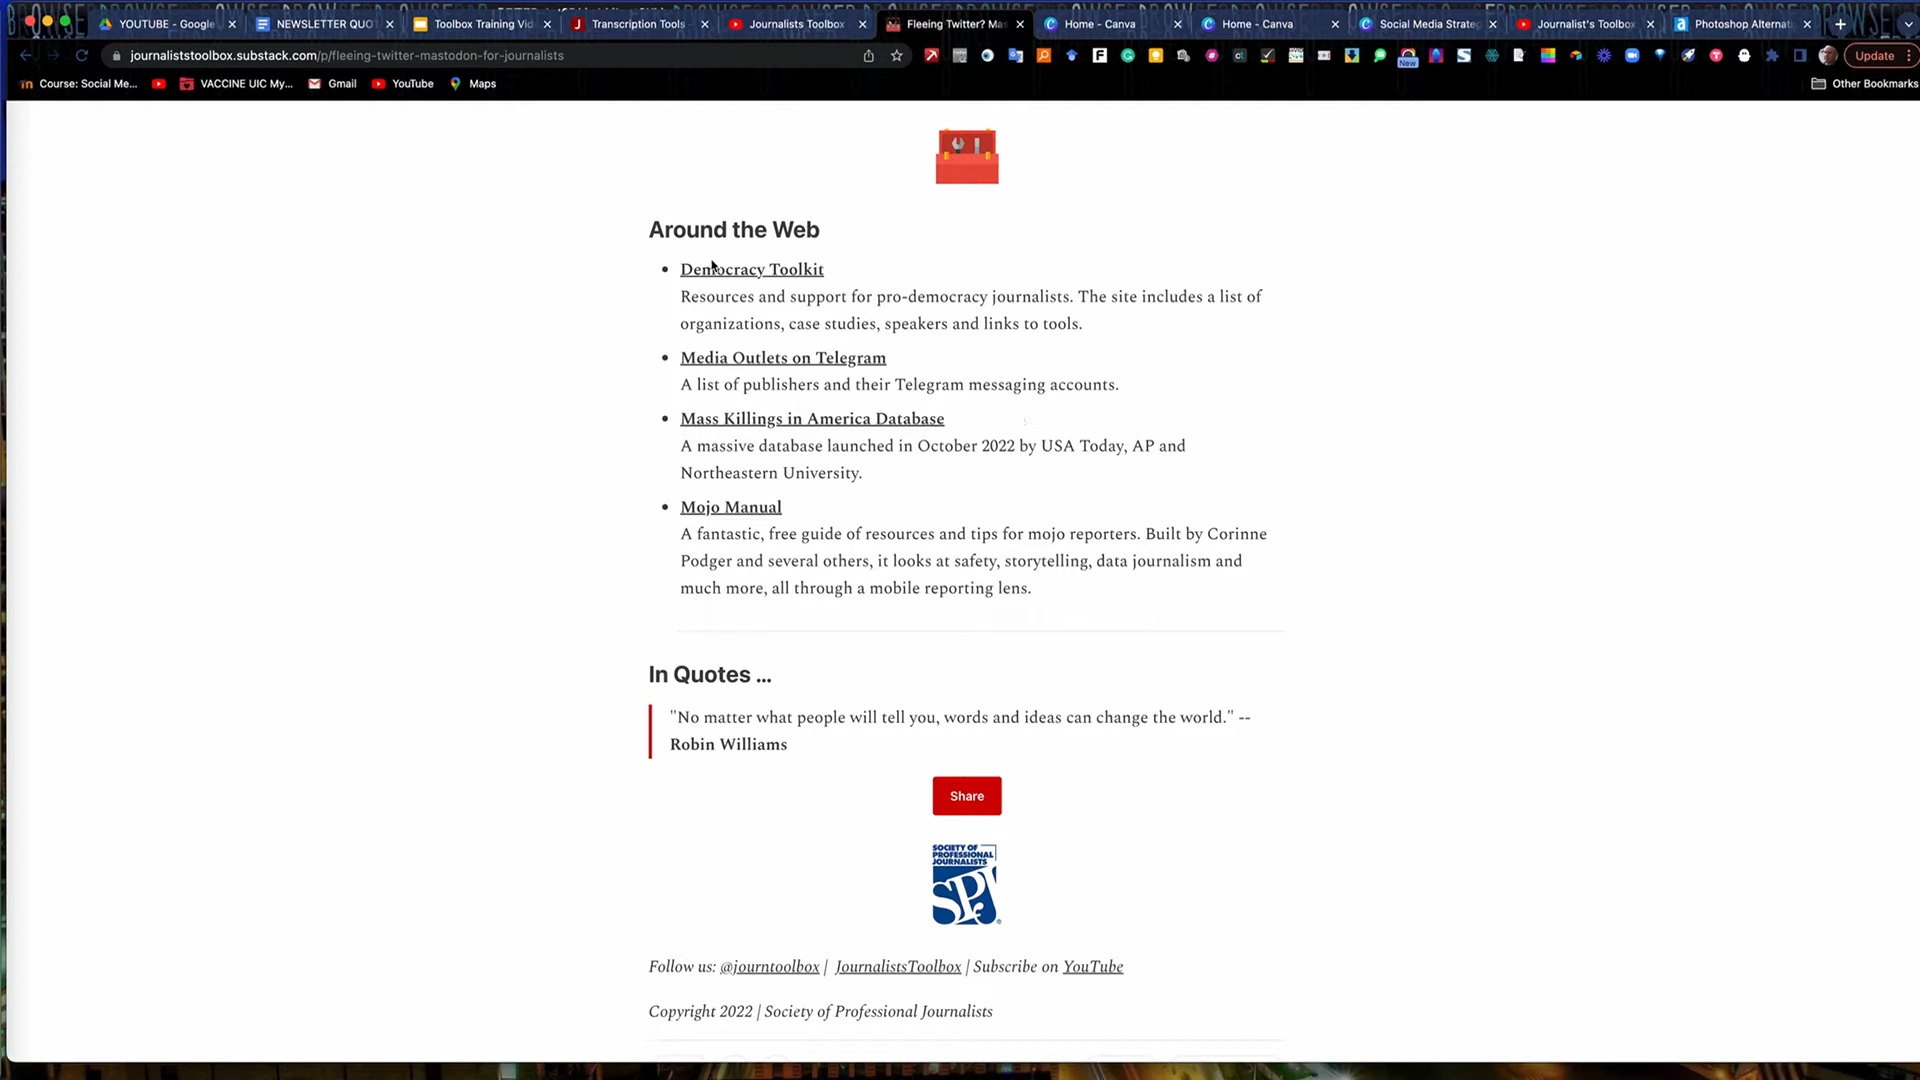 YOUTUBE - Google
NEWSLETTER QUO
Toolbox Training Vid
Transcription Tools -
Journalists Toolbox
Fleeing Twitter? Mas
Home - Canva
Home - Canva
Social Media Strateg
Journalist's Toolbox
Photoshop Alternati
journaliststoolbox.substack.com/p/fleeing-twitter-mastodon-for-journalists
New
Update
Course: Social Me...
VACCINE UIC My...
Gmail
YouTube
Maps
Other Bookmarks
Around the Web
Democracy Toolkit
Resources and support for pro-democracy journalists. The site includes a list of
organizations, case studies, speakers and links to tools.
Media Outlets on Telegram
A list of publishers and their Telegram messaging accounts.
Mass Killings in America Database
A massive database launched in October 2022 by USA Today, AP and
Northeastern University.
Mojo Manual
A fantastic, free guide of resources and tips for mojo reporters. Built by Corinne
Podger and several others, it looks at safety, storytelling, data journalism and
much more, all through a mobile reporting lens.
In Quotes ...
"No matter what people will tell you, words and ideas can change the world." --
Robin Williams
Share
SOCIETY OF
PROFESSIONAL
JOURNALISTS
SPJ
Follow us: @journtoolbox | JournalistsToolbox | Subscribe on YouTube
Copyright 2022 | Society of Professional Journalists